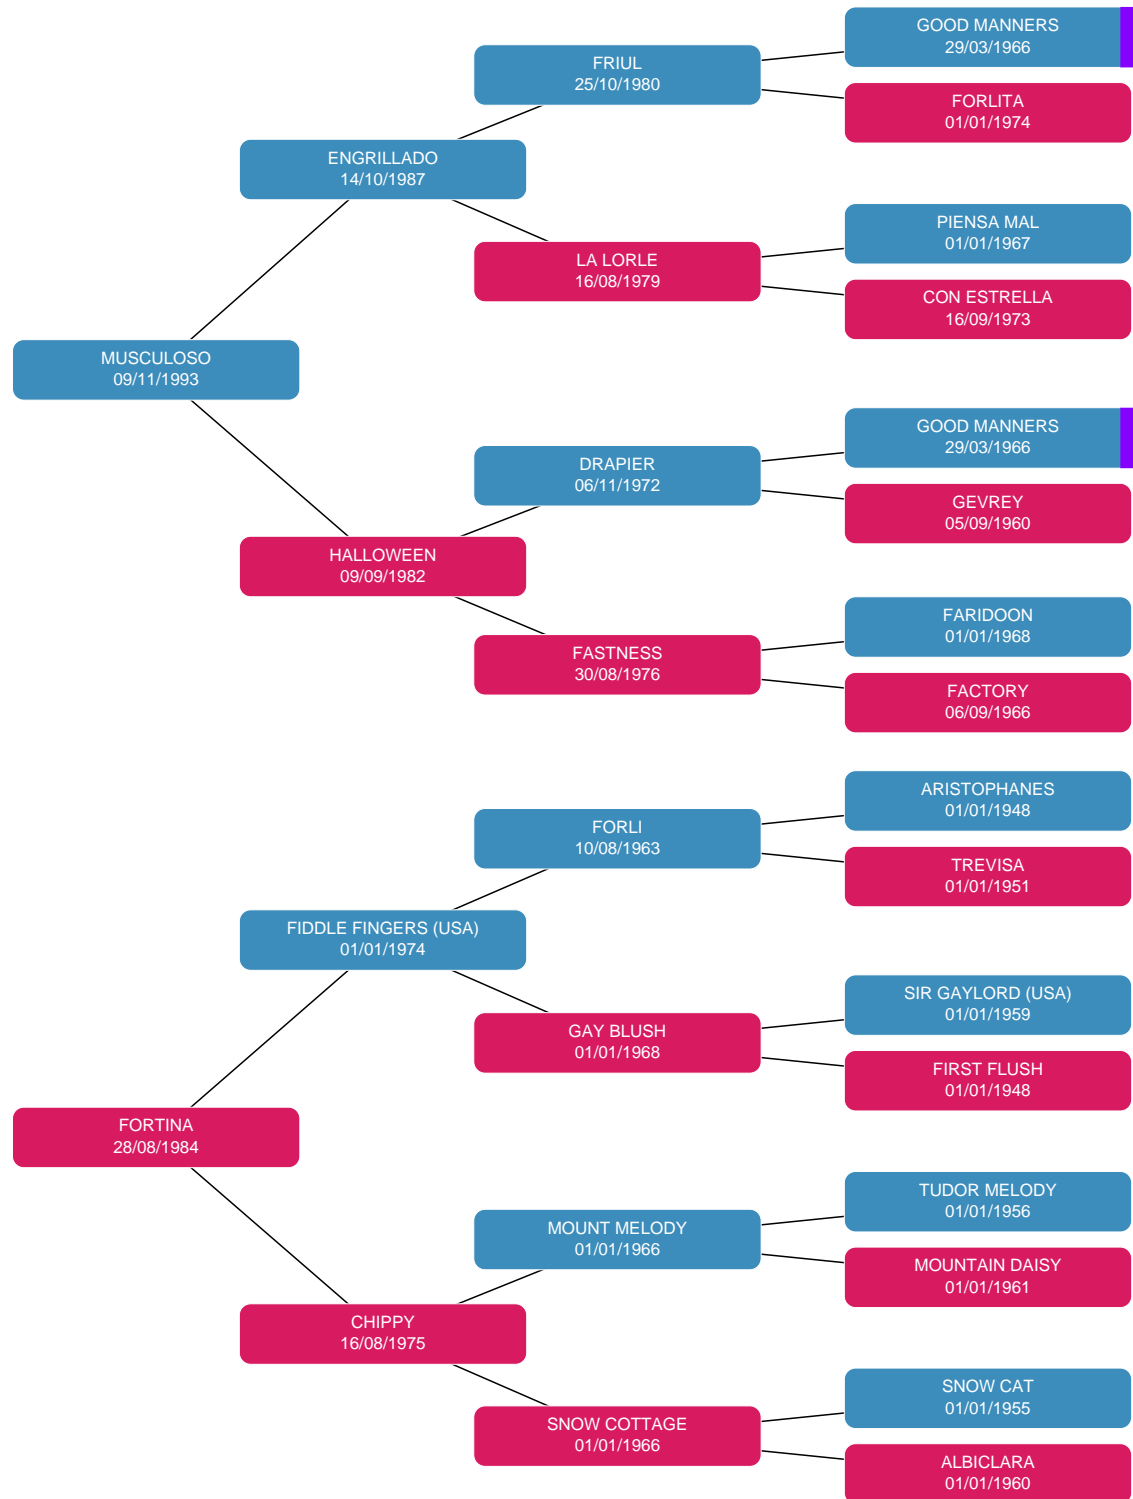 GOOD MANNERS
29/03/1966
FRIUL
25/10/1980
FORLITA
01/01/1974
ENGRILLADO
14/10/1987
PIENSA MAL
01/01/1967
LA LORLE
16/08/1979
CON ESTRELLA
16/09/1973
MUSCULOSO
09/11/1993
GOOD MANNERS
29/03/1966
DRAPIER
06/11/1972
GEVREY
05/09/1960
HALLOWEEN
09/09/1982
FARIDOON
01/01/1968
FASTNESS
30/08/1976
FACTORY
06/09/1966
ARISTOPHANES
01/01/1948
FORLI
10/08/1963
TREVISA
01/01/1951
FIDDLE FINGERS (USA)
01/01/1974
SIR GAYLORD (USA)
01/01/1959
GAY BLUSH
01/01/1968
FIRST FLUSH
01/01/1948
FORTINA
28/08/1984
TUDOR MELODY
01/01/1956
MOUNT MELODY
01/01/1966
MOUNTAIN DAISY
01/01/1961
CHIPPY
16/08/1975
SNOW CAT
01/01/1955
SNOW COTTAGE
01/01/1966
ALBICLARA
01/01/1960